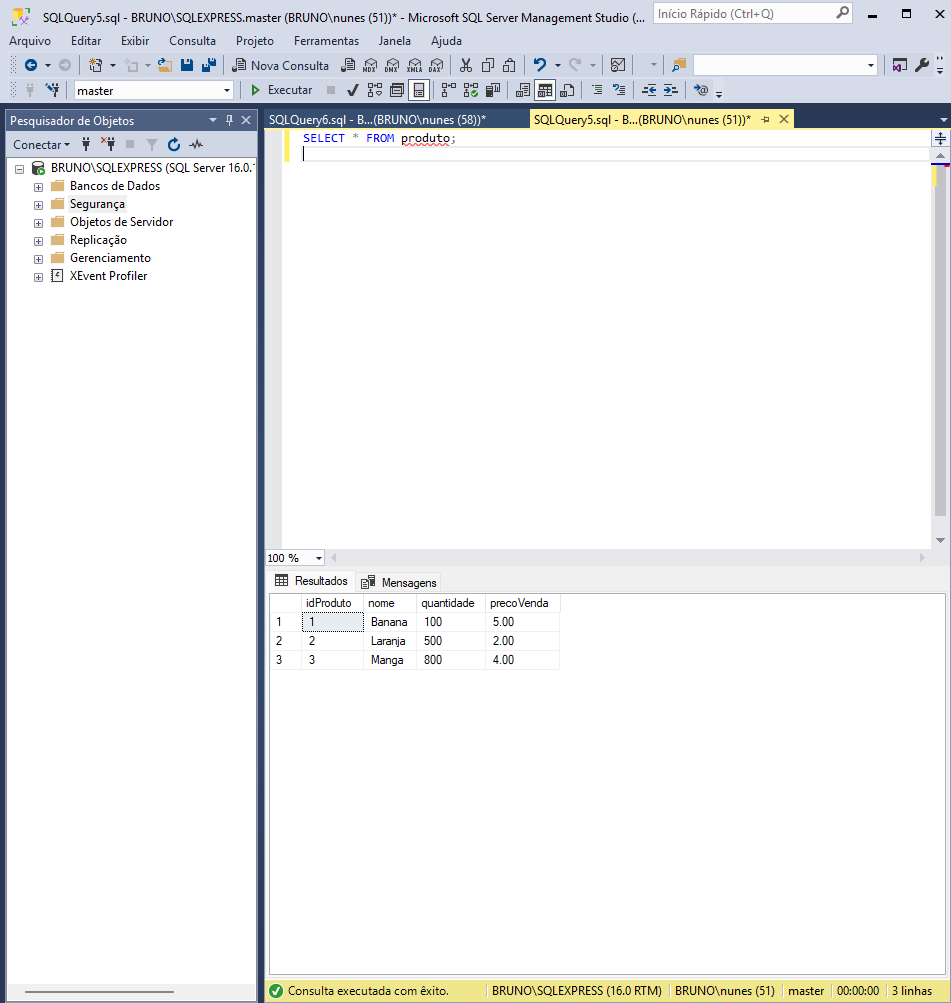 SQLQuery5.sql - BRUNO\SQLEXPRESS.master (BRUNO\nunes (51))* - Microsoft SQL Server Management Studio (...
Início Rápido (Ctrl+Q)
Arquivo Editar Exibir Consulta Projeto Ferramentas Janela Ajuda
Nova Consulta MDX DMX XMLA DAX
master Executar
Pesquisador de Objetos
Conectar
BRUNO\SQLEXPRESS (SQL Server 16.0.1
Bancos de Dados
Segurança
Objetos de Servidor
Replicação
Gerenciamento
XEvent Profiler
SQLQuery6.sql - B...(BRUNO\nunes (58))* SQLQuery5.sql - B...(BRUNO\nunes (51))*
SELECT * FROM produto;
100 %
Resultados Mensagens
idProduto nome quantidade precoVenda
1 1 Banana 100 5.00
2 2 Laranja 500 2.00
3 3 Manga 800 4.00
Consulta executada com êxito. BRUNO\SQLEXPRESS (16.0 RTM) BRUNO\nunes (51) master 00:00:00 3 linhas